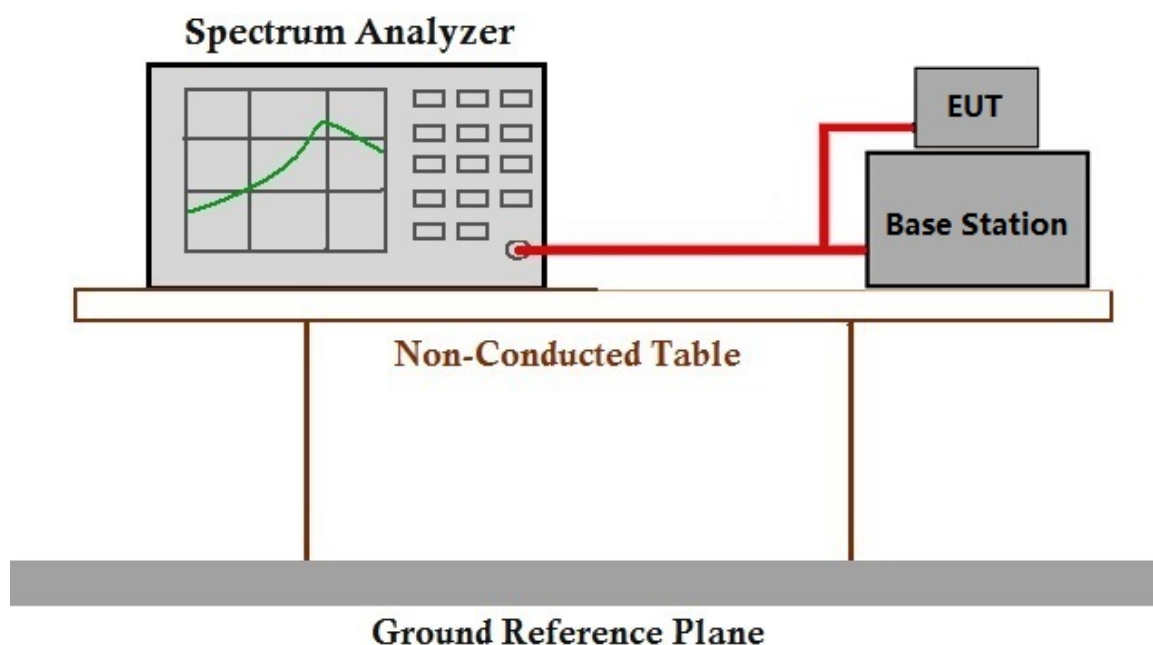 Spectrum Analyzer
EUT
Base Station
Non-Conducted Table
Ground Reference Plane